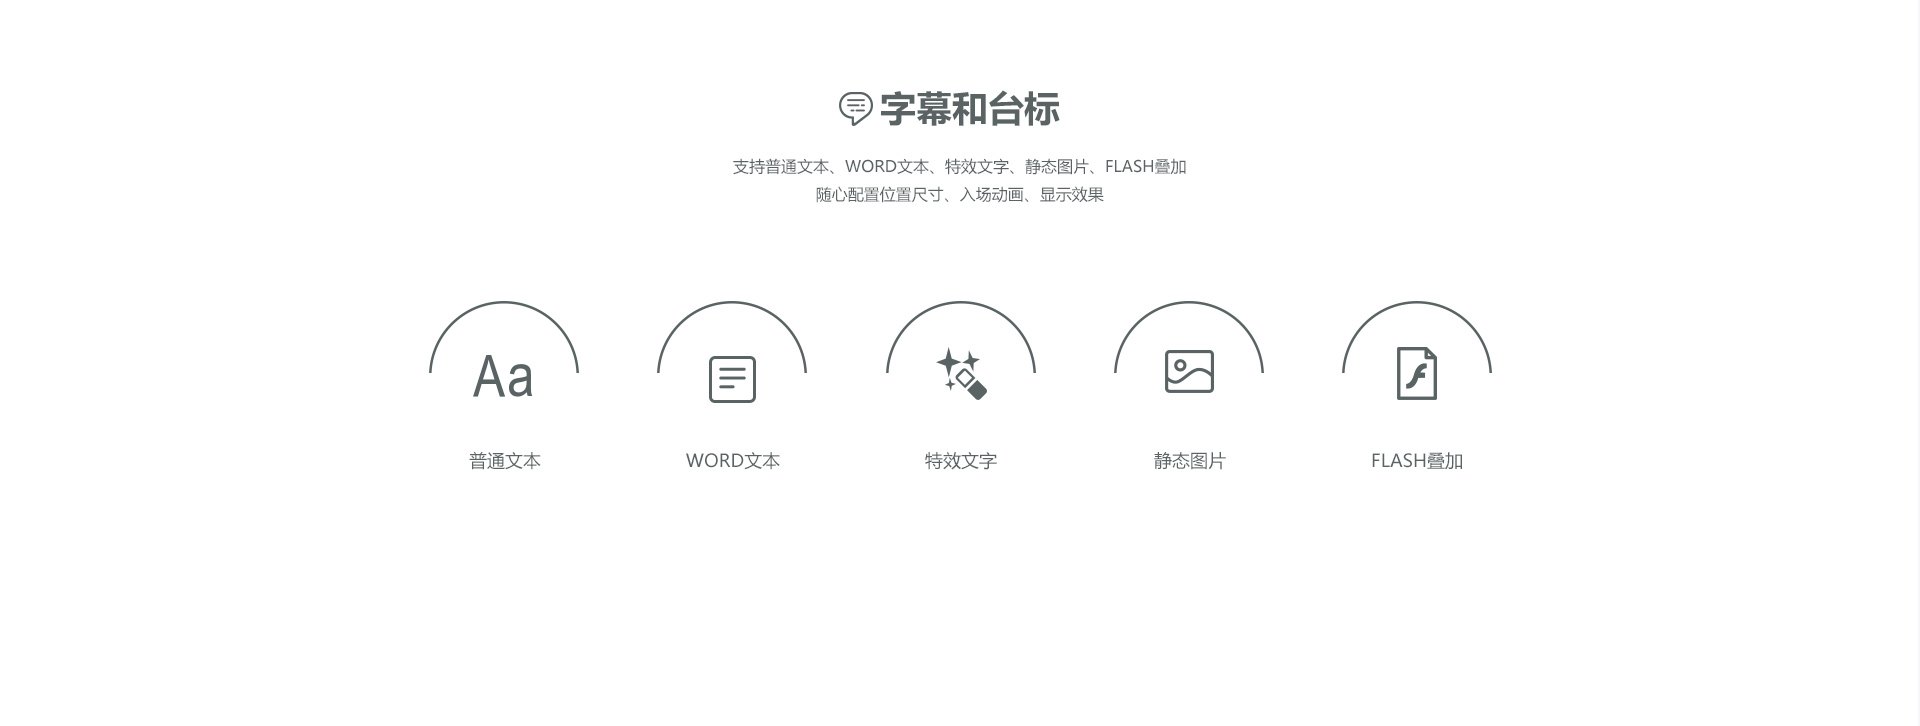 字幕和台标
支持普通文本、WORD文本、特效文字、静态图片、FLASH叠加
随心配置位置尺寸、入场动画、显示效果
Aa
普通文本
WORD文本
特效文字
静态图片
FLASH叠加